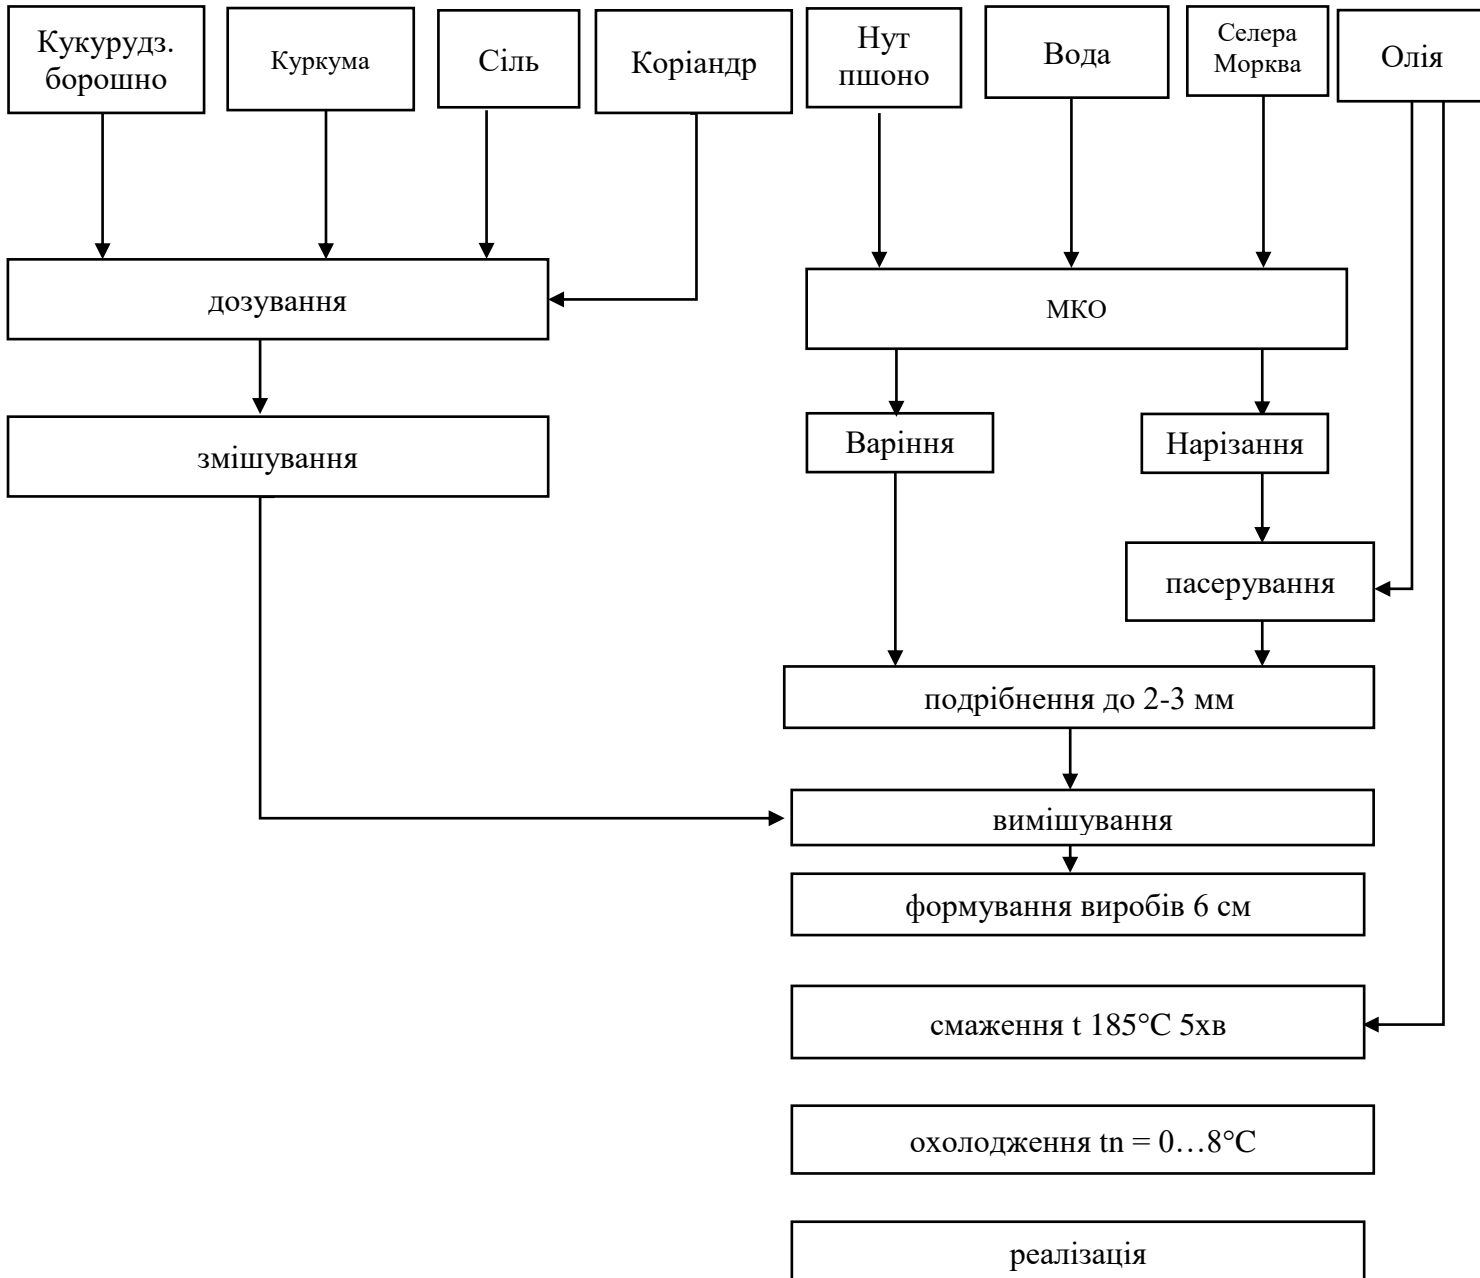 Кукурудз.
борошно
Куркума
Сіль
Коріандр
Нут
пшоно
Вода
Селера
Морква
Олія
дозування
МКО
змішування
Варіння
Нарізання
пасерування
подрібнення до 2-3 мм
вимішування
формування виробів 6 см
смаження t 185°С 5хв
охолодження tn = 0…8°С
реалізація